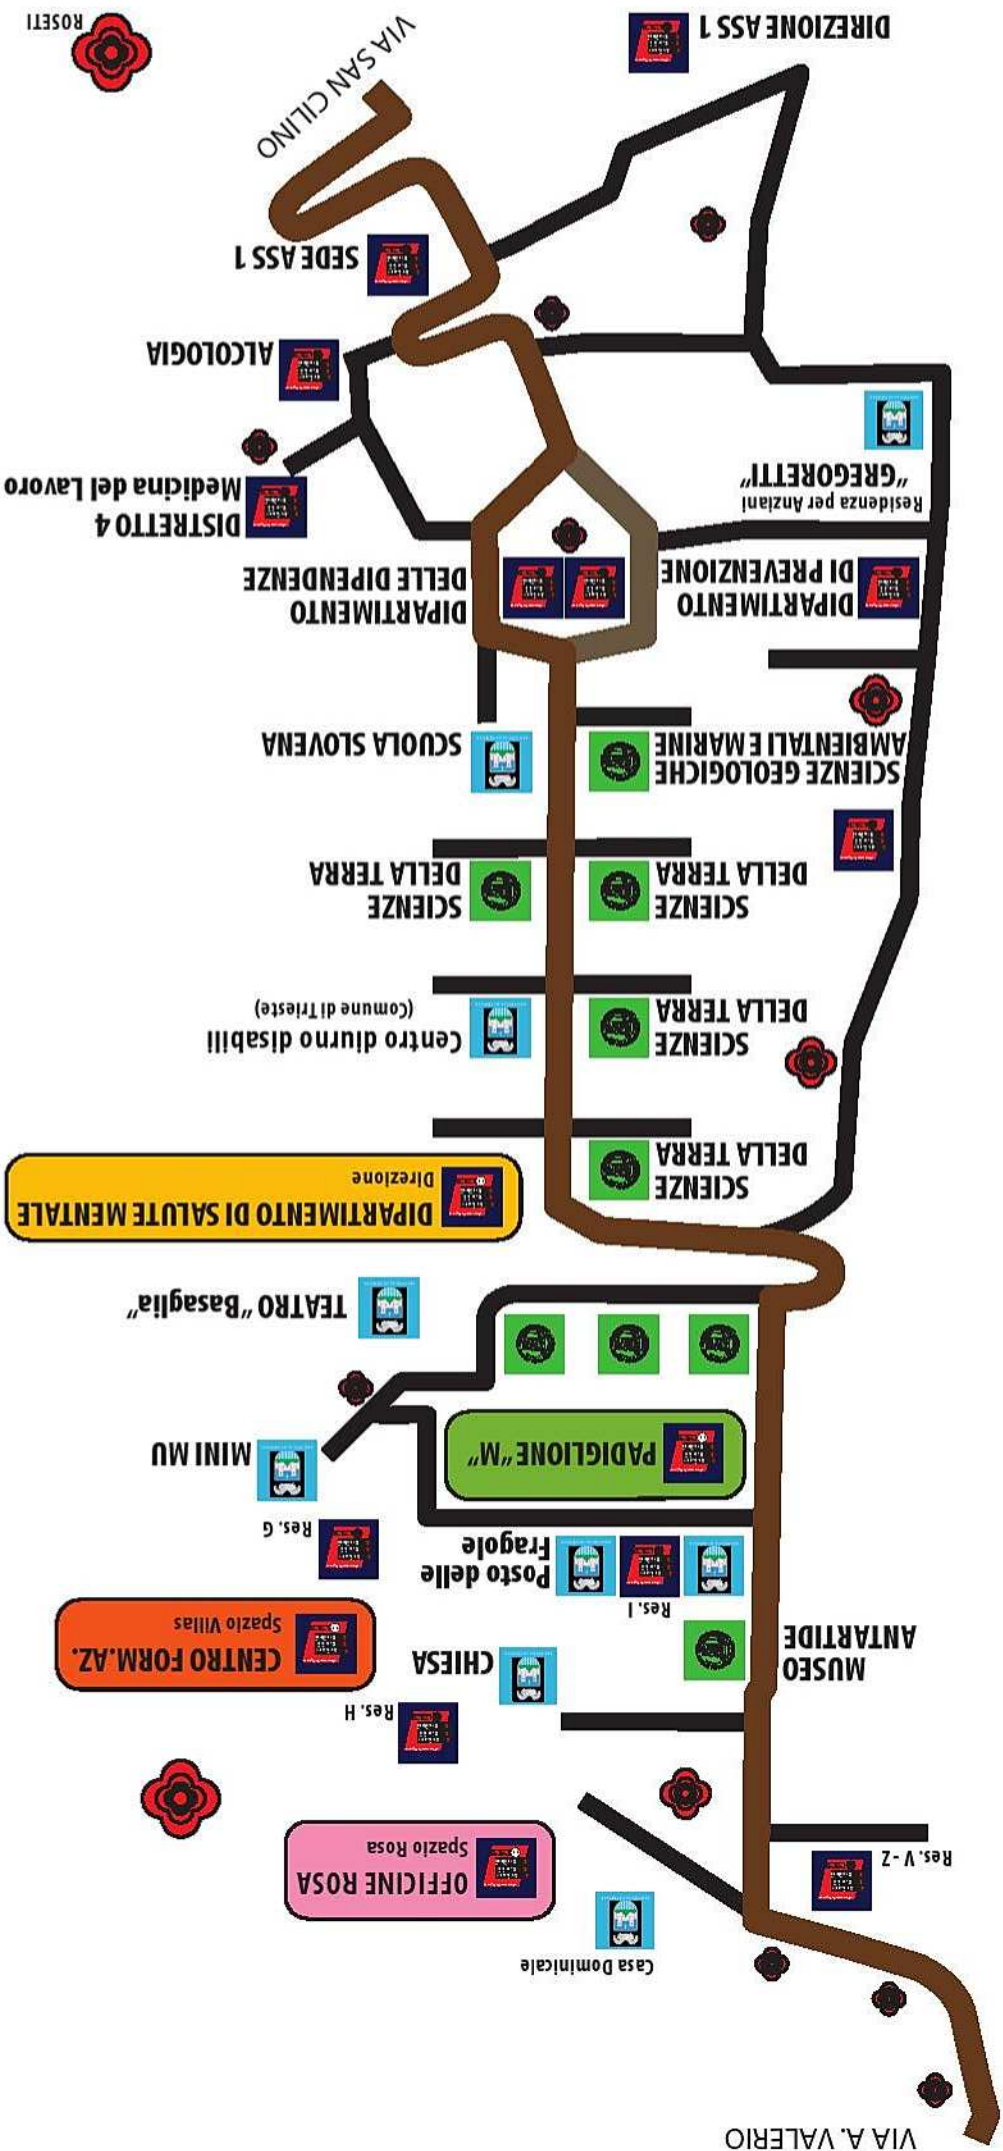 VIA A. VALERIO
Casa Dominicale
Res. V - Z
OFFICINE ROSA
Spazio Rosa
Res. H
MUSEO
ANTARTIDE
CHIESA
CENTRO FORM.AZ.
Spazio Villas
Res. I
Posto delle
Fragole
Res. G
MINI MU
PADIGLIONE "M"
TEATRO "Basaglia"
DIPARTIMENTO DI SALUTE MENTALE
Direzione
SCIENZE
DELLA TERRA
SCIENZE
DELLA TERRA
Centro diurno disabili
(Comune di Trieste)
SCIENZE
DELLA TERRA
SCIENZE
DELLA TERRA
SCIENZE GEOLOGICHE
AMBIENTALI E MARINE
SCUOLA SLOVENA
DIPARTIMENTO
DI PREVENZIONE
DIPARTIMENTO
DELLE DIPENDENZE
Residenza per Anziani
"GREGORETTI"
DISTRETTO 4
Medicina del Lavoro
ALCOLOGIA
SEDE ASS 1
VIA SAN CILINO
DIREZIONE ASS 1
ROSETI